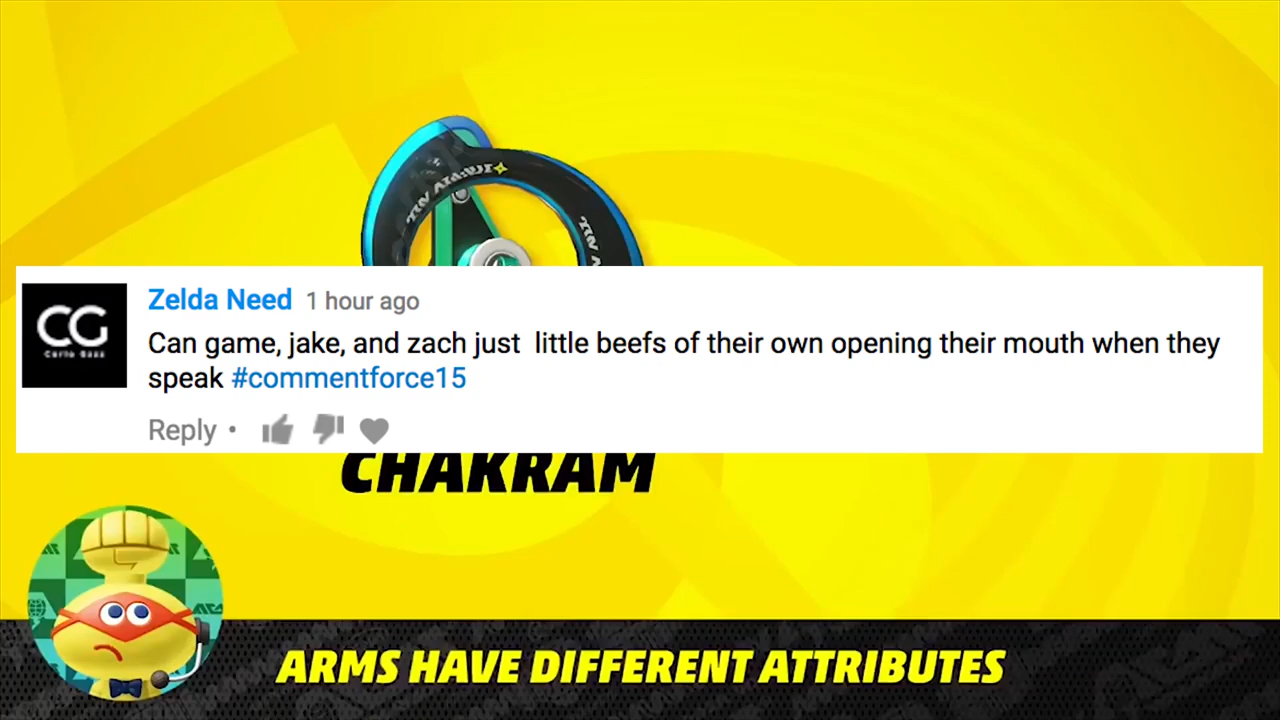 CG
Zelda Need 1 hour ago
Can game, jake, and zach just little beefs of their own opening their mouth when they
speak #commentforce15
Reply •
CHAKRAM
ARMS HAVE DIFFERENT ATTRIBUTES